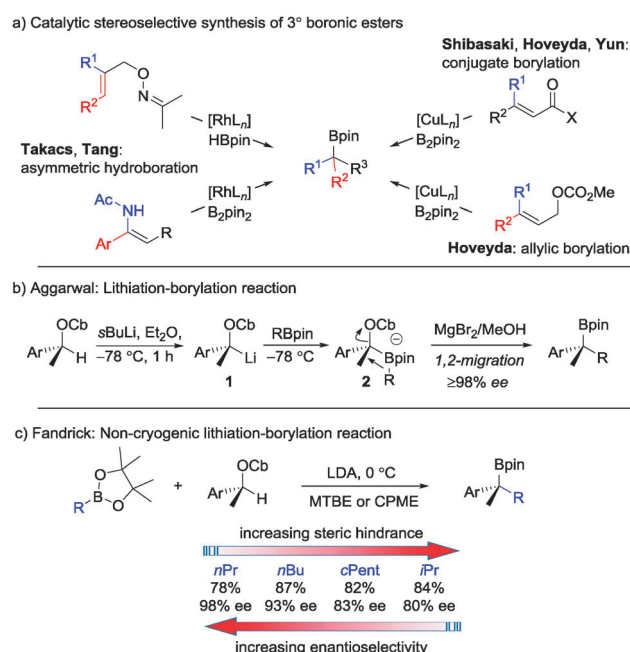 a) Catalytic stereoselective synthesis of 3° boronic esters
R1
R2
O
N
[RhLn]
HBpin
Takacs, Tang:
asymmetric hydroboration
Ac
NH
Ar
R
[RhLn]
B2pin2
Bpin
R1
R2
R3
Shibasaki, Hoveyda, Yun:
conjugate borylation
[CuLn]
B2pin2
R1
R2
O
X
[CuLn]
B2pin2
R1
R2
OCO2Me
Hoveyda: allylic borylation
b) Aggarwal: Lithiation-borylation reaction
OCb
Ar
H
sBuLi, Et2O,
–78 °C, 1 h
OCb
Ar
Li
1
RBpin
–78 °C
OCb
Ar
Bpin
R
⊖
2
MgBr2/MeOH
1,2-migration
≥98% ee
Bpin
Ar
R
c) Fandrick: Non-cryogenic lithiation-borylation reaction
R
B
O
O
+
OCb
Ar
H
LDA, 0 °C
MTBE or CPME
Bpin
Ar
R
increasing steric hindrance
nPr nBu cPent iPr
78% 87% 82% 84%
98% ee 93% ee 83% ee 80% ee
increasing enantioselectivity